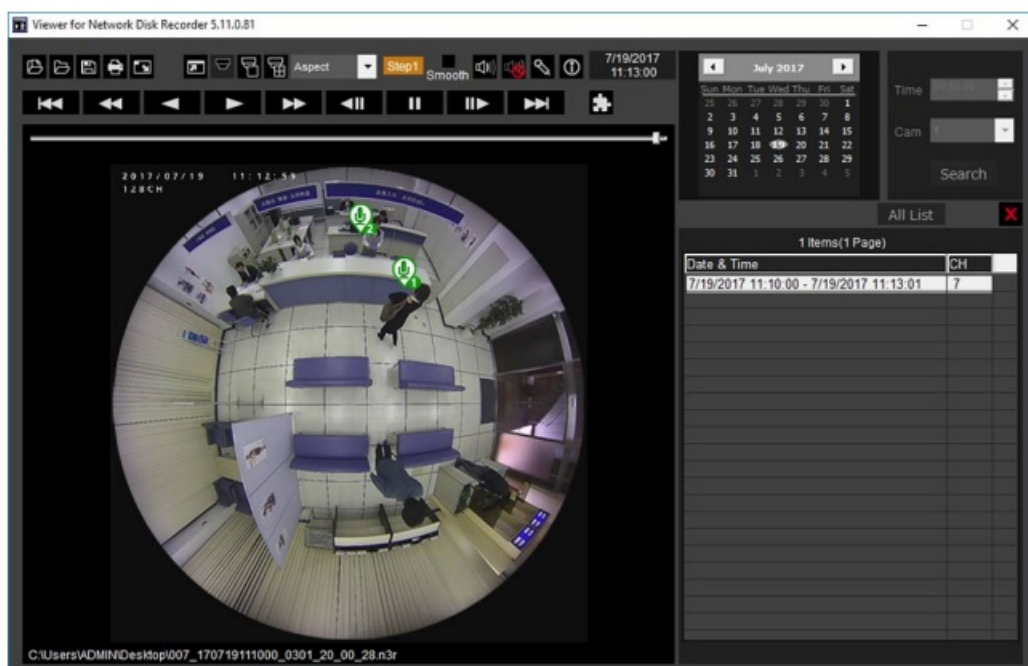 Viewer for Network Disk Recorder 5.11.0.81
Aspect
Step1
Smooth
7/19/2017
11:13:00
July 2017
Sun Mon Tue Wed Thu Fri Sat
25 26 27 28 29 30 1
2 3 4 5 6 7 8
9 10 11 12 13 14 15
16 17 18 19 20 21 22
23 24 25 26 27 28 29
30 31 1 2 3 4 5
Time
Cam 1
Search
All List
X
2017/07/19 11:12:59
128CH
2
1
1 Items(1 Page)
Date & Time CH
7/19/2017 11:10:00 - 7/19/2017 11:13:01 7
C:\Users\ADMIN\Desktop\007_170719111000_0301_20_00_28.n3r